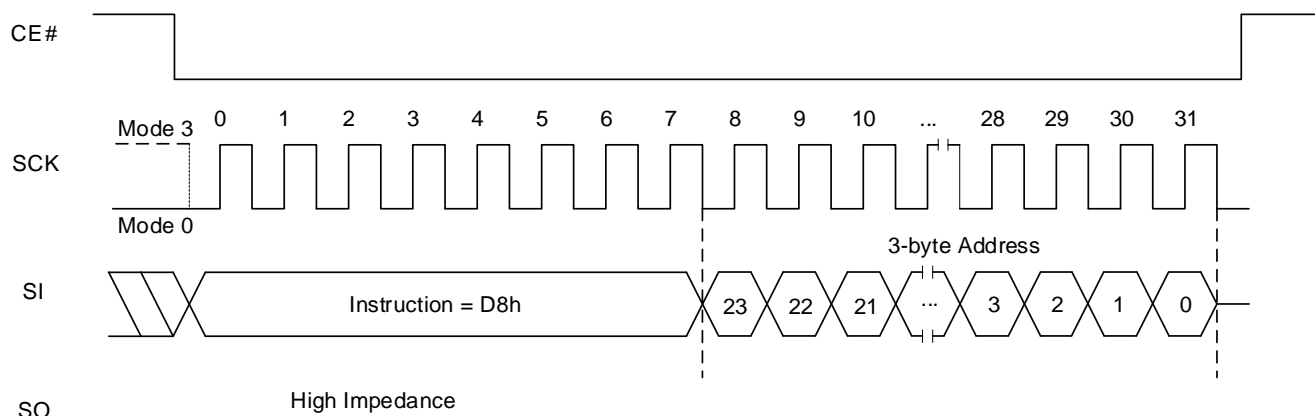 CE#
0 1 2 3 4 5 6 7 8 9 10 ... 28 29 30 31
Mode 3
SCK
Mode 0
3-byte Address
SI
Instruction = D8h
23 22 21 ... 3 2 1 0
High Impedance
SO